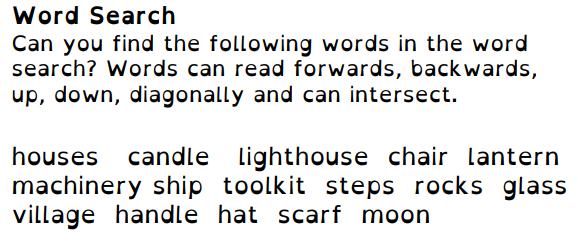 Word Search
Can you find the following words in the word
search? Words can read forwards, backwards,
up, down, diagonally and can intersect.
houses candle lighthouse chair lantern
machinery ship toolkit steps rocks glass
village handle hat scarf moon